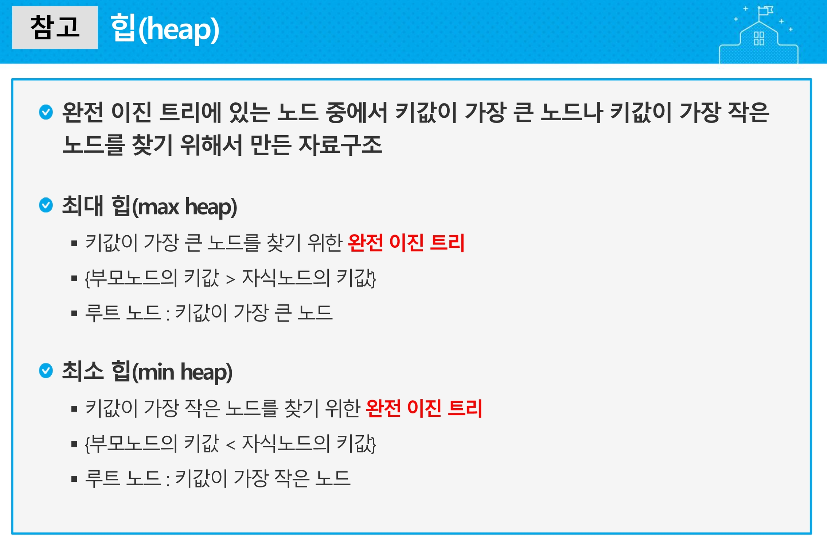 참고 힙(heap)
완전 이진 트리에 있는 노드 중에서 키값이 가장 큰 노드나 키값이 가장 작은
노드를 찾기 위해서 만든 자료구조
최대 힙(max heap)
▪ 키값이 가장 큰 노드를 찾기 위한 완전 이진 트리
▪ {부모노드의 키값 > 자식노드의 키값}
▪ 루트 노드 : 키값이 가장 큰 노드
최소 힙(min heap)
▪ 키값이 가장 작은 노드를 찾기 위한 완전 이진 트리
▪ {부모노드의 키값 < 자식노드의 키값}
▪ 루트 노드 : 키값이 가장 작은 노드